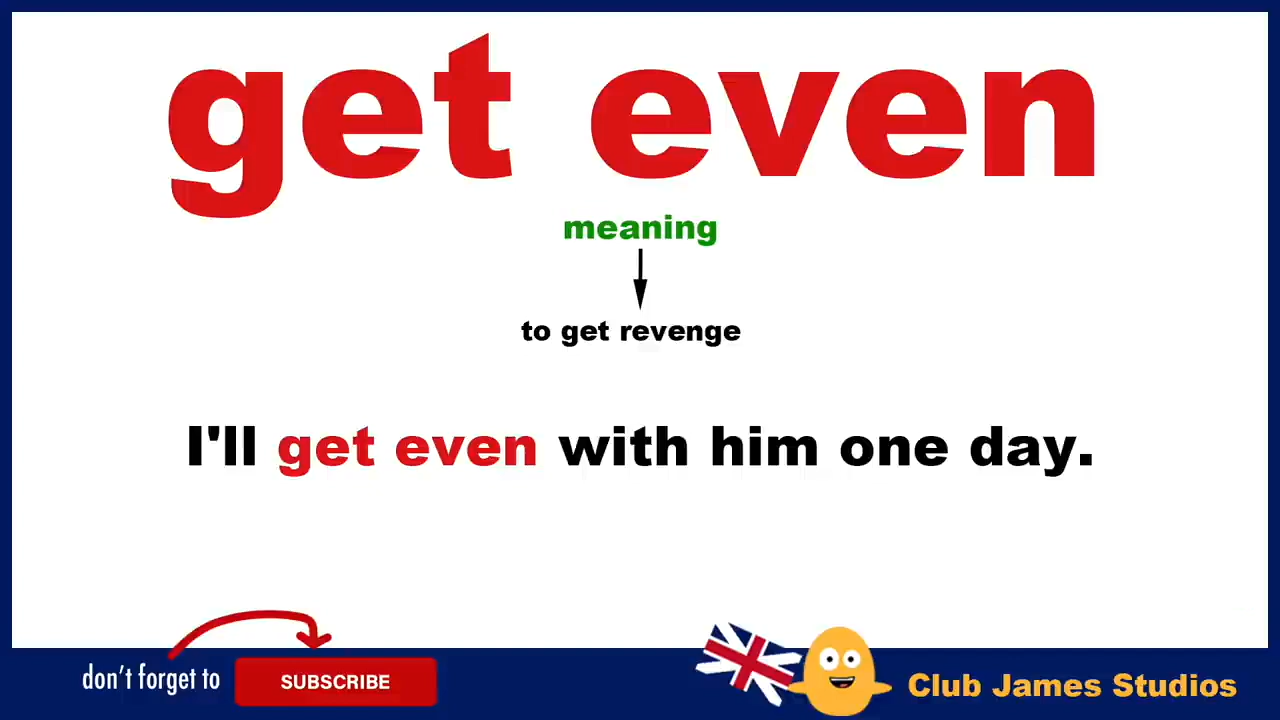 get even
meaning
to get revenge
I'll get even with him one day.
don't forget to SUBSCRIBE
Club James Studios